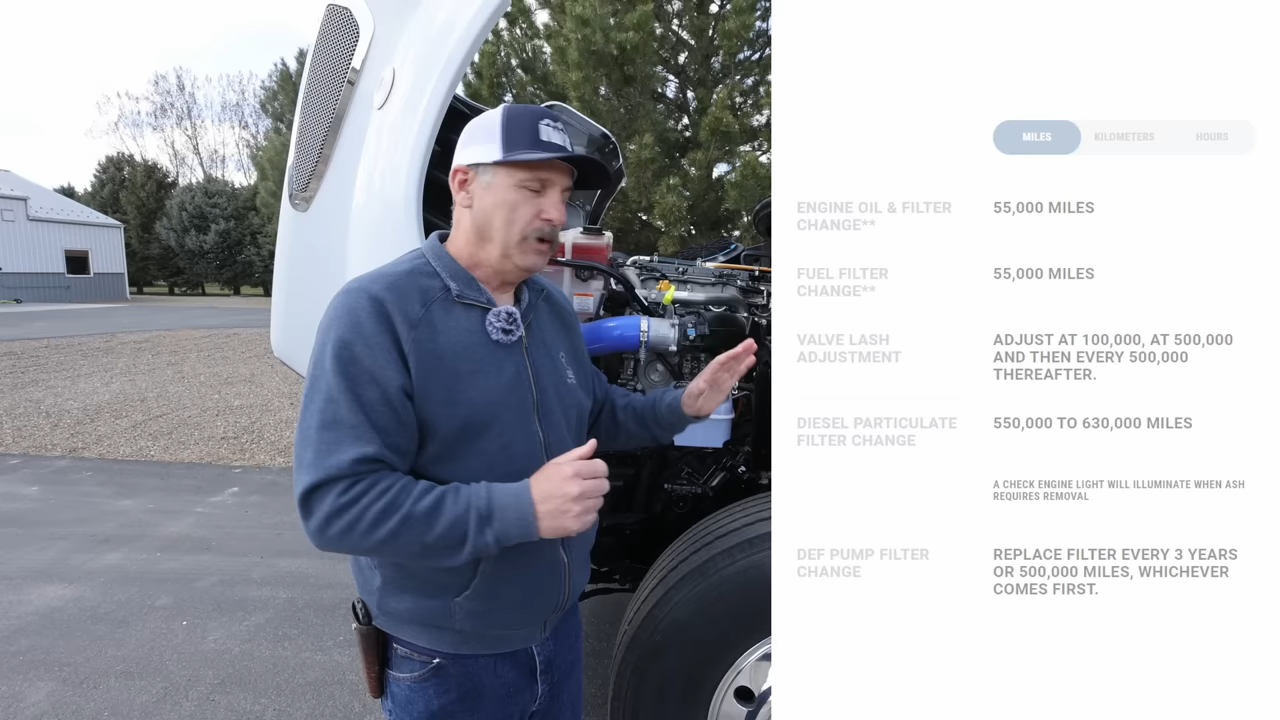 MILES KILOMETERS HOURS
ENGINE OIL & FILTER
CHANGE**
55,000 MILES
FUEL FILTER
CHANGE**
55,000 MILES
VALVE LASH
ADJUSTMENT
ADJUST AT 100,000, AT 500,000
AND THEN EVERY 500,000
THEREAFTER.
DIESEL PARTICULATE
FILTER CHANGE
550,000 TO 630,000 MILES
A CHECK ENGINE LIGHT WILL ILLUMINATE WHEN ASH
REQUIRES REMOVAL
DEF PUMP FILTER
CHANGE
REPLACE FILTER EVERY 3 YEARS
OR 500,000 MILES, WHICHEVER
COMES FIRST.